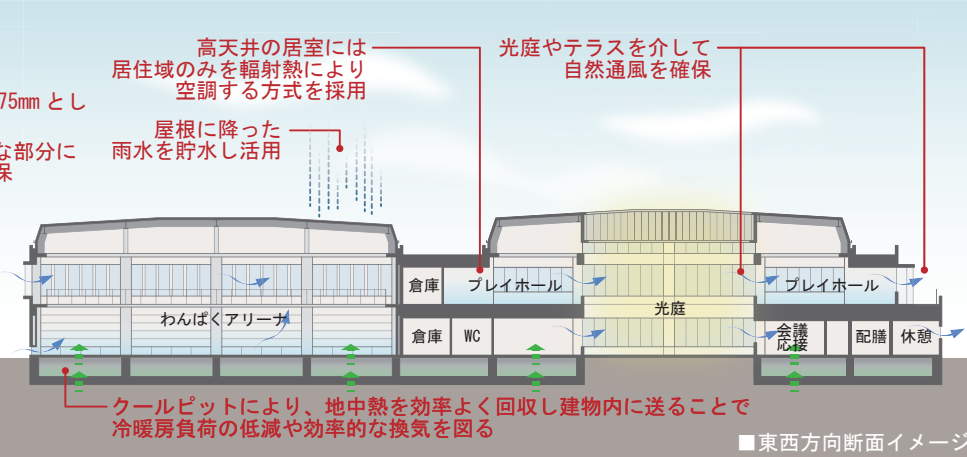 高天井の居室には
居住域のみを輻射熱により
空調する方式を採用
光庭やテラスを介して
自然通風を確保
75mm とし
な部分に
保
屋根に降った
雨水を貯水し活用
倉庫
プレイホール
光庭
プレイホール
わんぱくアリーナ
倉庫
WC
会議
応接
配膳
休憩
クールピットにより、地中熱を効率よく回収し建物内に送ることで
冷暖房負荷の低減や効率的な換気を図る
■東西方向断面イメージ